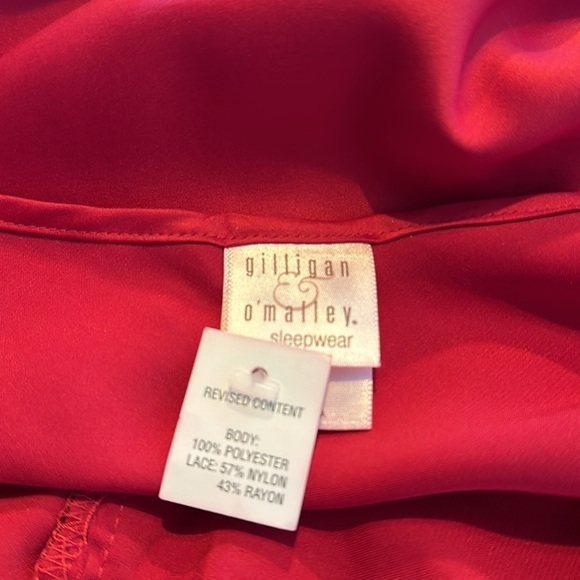 gilligan
&
o'malley.
sleepwear
REVISED CONTENT
BODY:
100% POLYESTER
LACE: 57% NYLON
43% RAYON